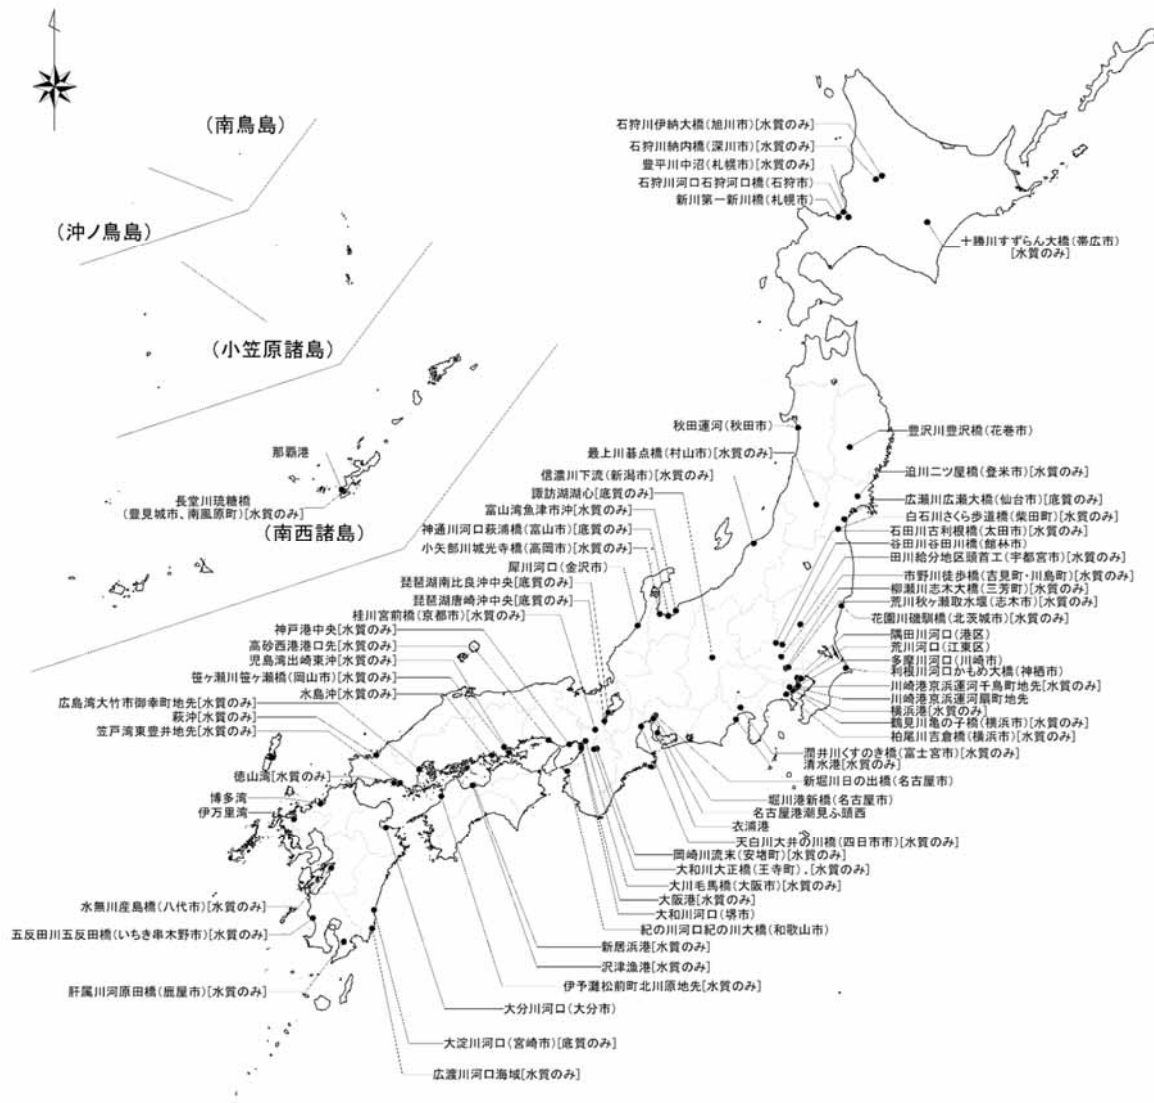 (南鳥島)
(沖ノ鳥島)
(小笠原諸島)
(南西諸島)
那覇港
長堂川琉糖橋
(豊見城市、南風原町)[水質のみ]
石狩川伊納大橋(旭川市)[水質のみ]
石狩川納内橋(深川市)[水質のみ]
豊平川中沼(札幌市)[水質のみ]
石狩川河口石狩河口橋(石狩市)
新川第一新川橋(札幌市)
十勝川すずらん大橋(帯広市)
[水質のみ]
秋田運河(秋田市)
最上川碁点橋(村山市)[水質のみ]
信濃川下流(新潟市)[水質のみ]
諏訪湖湖心[底質のみ]
富山湾魚津市沖[水質のみ]
神通川河口萩浦橋(富山市)[底質のみ]
小矢部川城光寺橋(高岡市)[水質のみ]
犀川河口(金沢市)
琵琶湖南比良沖中央[底質のみ]
琵琶湖唐崎沖中央[底質のみ]
桂川宮前橋(京都市)[水質のみ]
神戸港中央[水質のみ]
高砂西港港口先[水質のみ]
児島湾出崎東沖[水質のみ]
笹ヶ瀬川笹ヶ瀬橋(岡山市)[水質のみ]
水島沖[水質のみ]
広島湾大竹市御幸町地先[水質のみ]
萩沖[水質のみ]
笠戸湾東豊井地先[水質のみ]
徳山湾[水質のみ]
博多湾
伊万里湾
水無川産島橋(八代市)[水質のみ]
五反田川五反田橋(いちき串木野市)[水質のみ]
肝属川河原田橋(鹿屋市)[水質のみ]
豊沢川豊沢橋(花巻市)
迫川二ツ屋橋(登米市)[水質のみ]
広瀬川広瀬大橋(仙台市)[底質のみ]
白石川さくら歩道橋(柴田町)[水質のみ]
石田川古利根橋(太田市)[水質のみ]
谷田川谷田川橋(館林市)
田川給分地区頭首工(宇都宮市)[水質のみ]
市野川徒歩橋(吉見町・川島町)[水質のみ]
柳瀬川志木大橋(三芳町)[水質のみ]
荒川秋ヶ瀬取水堰(志木市)[水質のみ]
花園川磯馴橋(北茨城市)[水質のみ]
隅田川河口(港区)
荒川河口(江東区)
多摩川河口(川崎市)
利根川河口かもめ大橋(神栖市)
川崎港京浜運河千鳥町地先[水質のみ]
川崎港京浜運河扇町地先
横浜港[水質のみ]
鶴見川亀の子橋(横浜市)[水質のみ]
柏尾川吉倉橋(横浜市)[水質のみ]
潤井川くすのき橋(富士宮市)[水質のみ]
清水港[水質のみ]
新堀川日の出橋(名古屋市)
堀川港新橋(名古屋市)
名古屋港潮見ふ頭西
衣浦港
天白川大井の川橋(四日市市)[水質のみ]
岡崎川流末(安堵町)[水質のみ]
大和川大正橋(王寺町).[水質のみ]
大川毛馬橋(大阪市)[水質のみ]
大阪港[水質のみ]
大和川河口(堺市)
紀の川河口紀の川大橋(和歌山市)
新居浜港[水質のみ]
沢津漁港[水質のみ]
伊予灘松前町北川原地先[水質のみ]
大分川河口(大分市)
大淀川河口(宮崎市)[底質のみ]
広渡川河口海域[水質のみ]